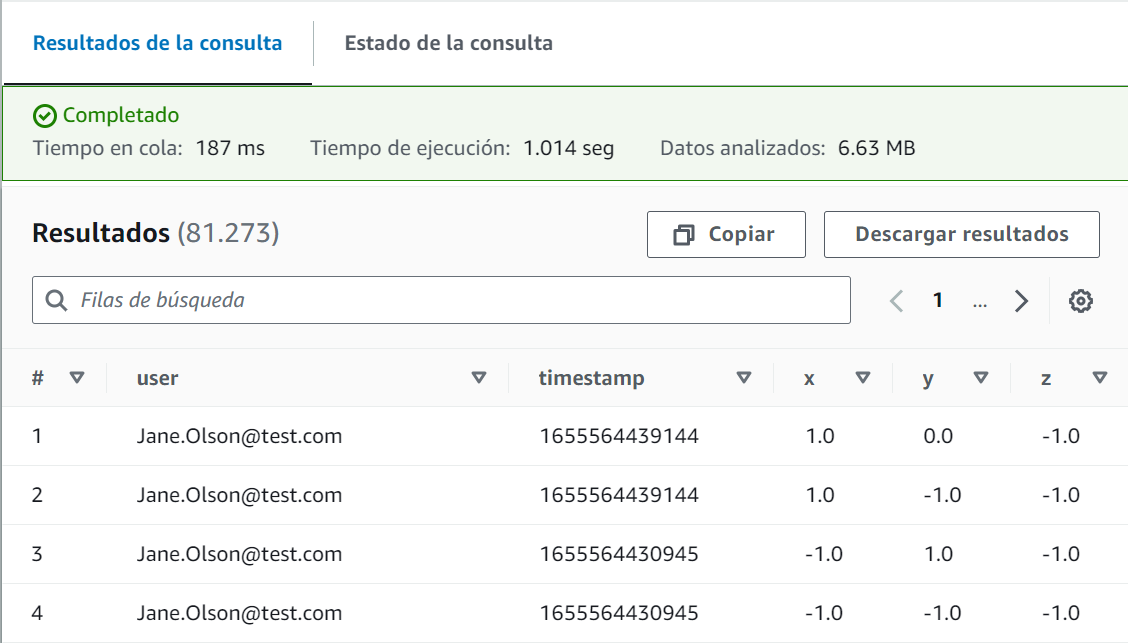 Resultados de la consulta Estado de la consulta
Completado
Tiempo en cola: 187 ms Tiempo de ejecución: 1.014 seg Datos analizados: 6.63 MB
Resultados (81.273) Copiar Descargar resultados
Filas de búsqueda 1 ...
# user timestamp x y z
1 Jane.Olson@test.com 1655564439144 1.0 0.0 -1.0
2 Jane.Olson@test.com 1655564439144 1.0 -1.0 -1.0
3 Jane.Olson@test.com 1655564430945 -1.0 1.0 -1.0
4 Jane.Olson@test.com 1655564430945 -1.0 -1.0 -1.0